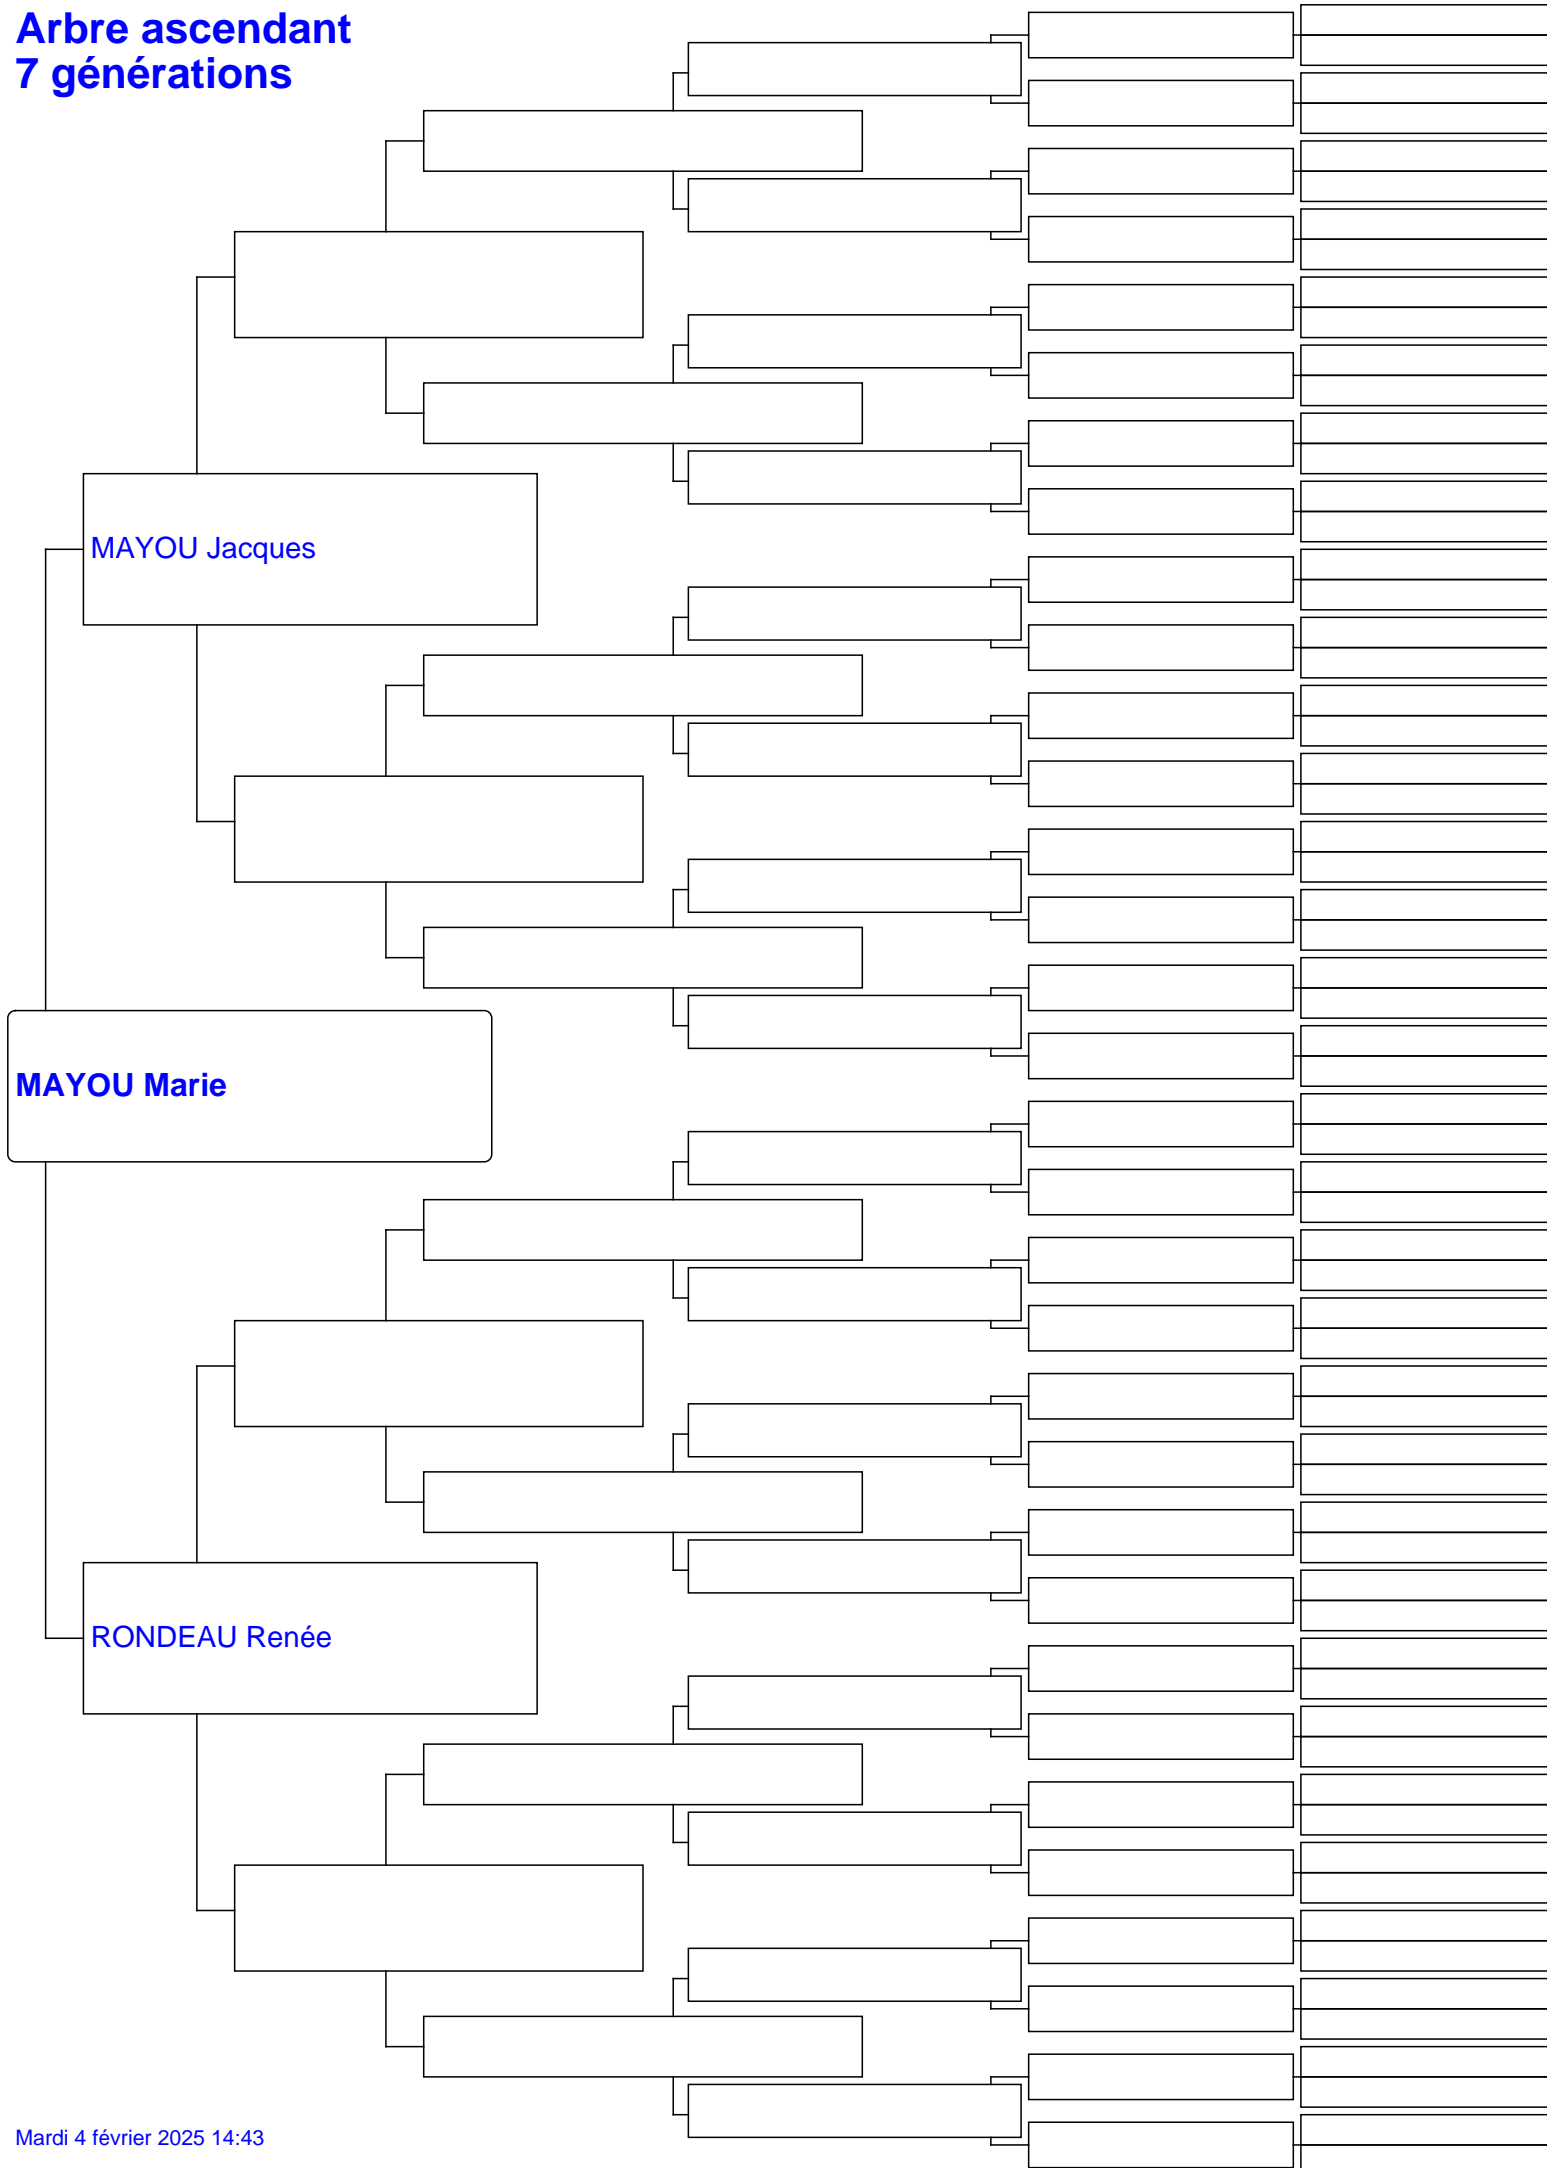 Arbre ascendant
7 générations
MAYOU Jacques
MAYOU Marie
RONDEAU Renée
Mardi 4 février 2025 14:43